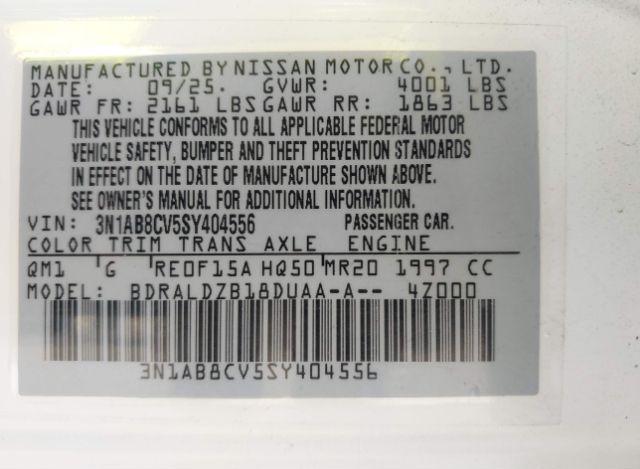 MANUFACTURED BY NISSAN MOTOR CO., LTD.
DATE: 09/25. GVWR: 4001 LBS
GAWR FR: 2161 LBS GAWR RR: 1863 LBS
THIS VEHICLE CONFORMS TO ALL APPLICABLE FEDERAL MOTOR
VEHICLE SAFETY, BUMPER AND THEFT PREVENTION STANDARDS
IN EFFECT ON THE DATE OF MANUFACTURE SHOWN ABOVE.
SEE OWNER'S MANUAL FOR ADDITIONAL INFORMATION.
VIN: 3N1AB8CV5SY404556 PASSENGER CAR.
COLOR TRIM TRANS AXLE ENGINE
QM1 G RE0F15A HQ50 MR20 1997 CC
MODEL: BDRALDZB18DUAA-A-- 4Z000
3N1AB8CV5SY404556